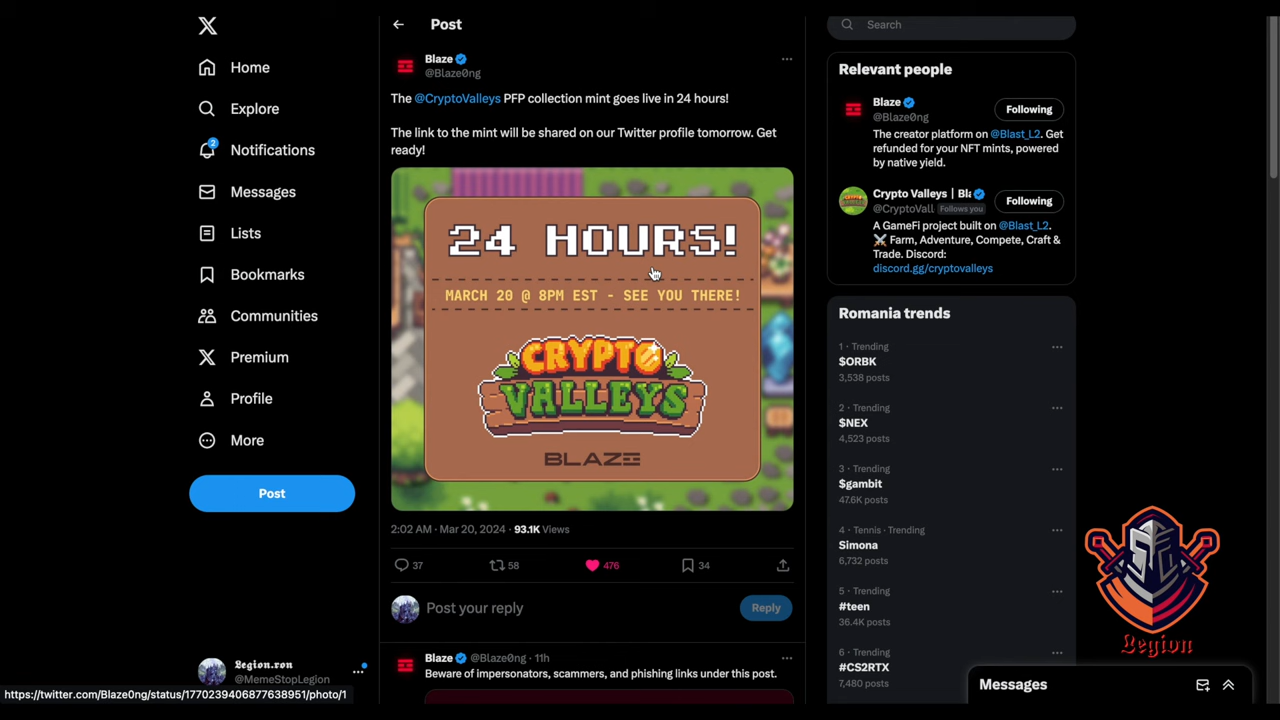 Home
Explore
2
Notifications
Messages
Lists
Bookmarks
Communities
Premium
Profile
More
Post
Legion.ron
@MemeStopLegion
https://twitter.com/Blaze0ng/status/1770239406877638951/photo/1
Post
Blaze
@Blaze0ng
The @CryptoValleys PFP collection mint goes live in 24 hours!
The link to the mint will be shared on our Twitter profile tomorrow. Get
ready!
24 HOURS!
MARCH 20 @ 8PM EST - SEE YOU THERE!
CRYPTO
VALLEYS
BLAZE
2:02 AM · Mar 20, 2024 · 93.1K Views
37
58
476
34
Post your reply
Reply
Blaze @Blaze0ng · 11h
Beware of impersonators, scammers, and phishing links under this post.
Search
Relevant people
Blaze
@Blaze0ng
Following
The creator platform on @Blast_L2. Get
refunded for your NFT mints, powered
by native yield.
Crypto Valleys | Bla
@CryptoVall Follows you
Following
A GameFi project built on @Blast_L2.
Farm, Adventure, Compete, Craft &
Trade. Discord:
discord.gg/cryptovalleys
Romania trends
1 · Trending
$ORBK
3,538 posts
2 · Trending
$NEX
4,523 posts
3 · Trending
$gambit
47.6K posts
4 · Tennis · Trending
Simona
6,732 posts
5 · Trending
#teen
36.4K posts
6 · Trending
#CS2RTX
7,480 posts
Legion
Messages